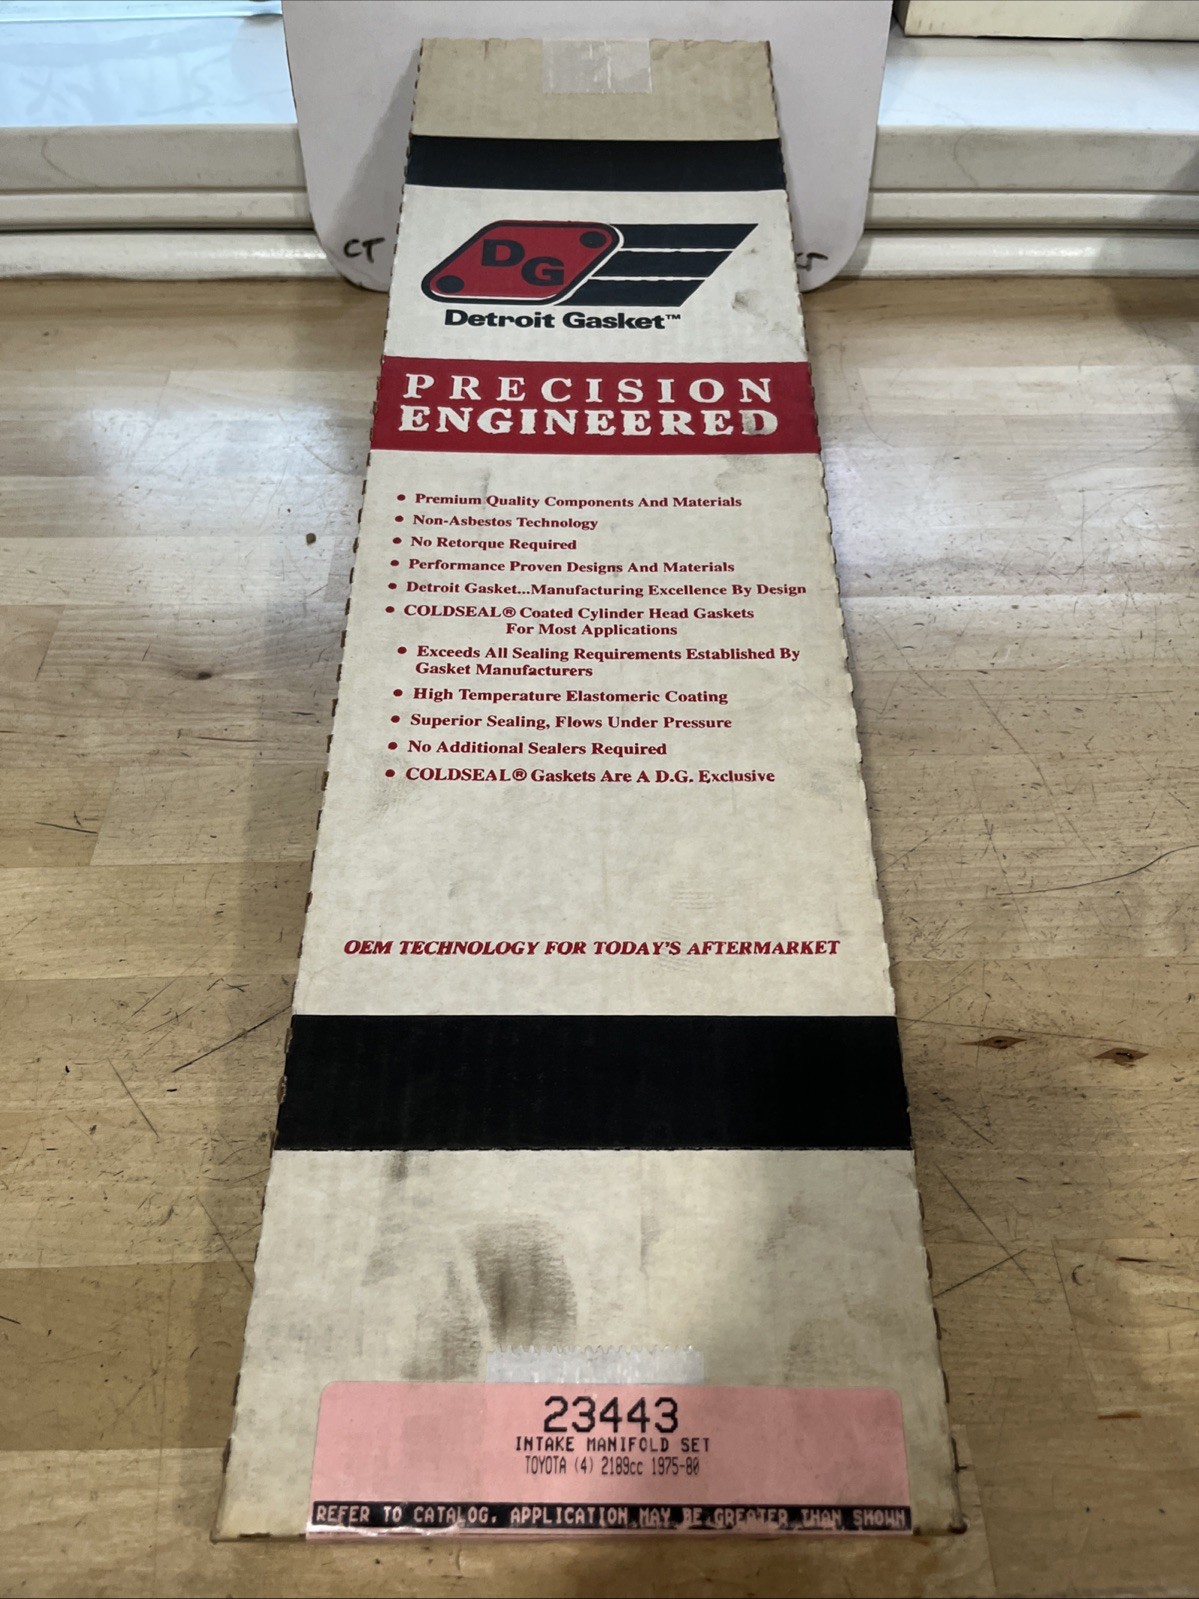 CT
DG
Detroit Gasket™
PRECISION
ENGINEERED
• Premium Quality Components And Materials
• Non-Asbestos Technology
• No Retorque Required
• Performance Proven Designs And Materials
• Detroit Gasket...Manufacturing Excellence By Design
• COLDSEAL® Coated Cylinder Head Gaskets
For Most Applications
• Exceeds All Sealing Requirements Established By
Gasket Manufacturers
• High Temperature Elastomeric Coating
• Superior Sealing, Flows Under Pressure
• No Additional Sealers Required
• COLDSEAL® Gaskets Are A D.G. Exclusive
OEM TECHNOLOGY FOR TODAY'S AFTERMARKET
23443
INTAKE MANIFOLD SET
TOYOTA (4) 2189cc 1975-80
REFER TO CATALOG, APPLICATION MAY BE GREATER THAN SHOWN